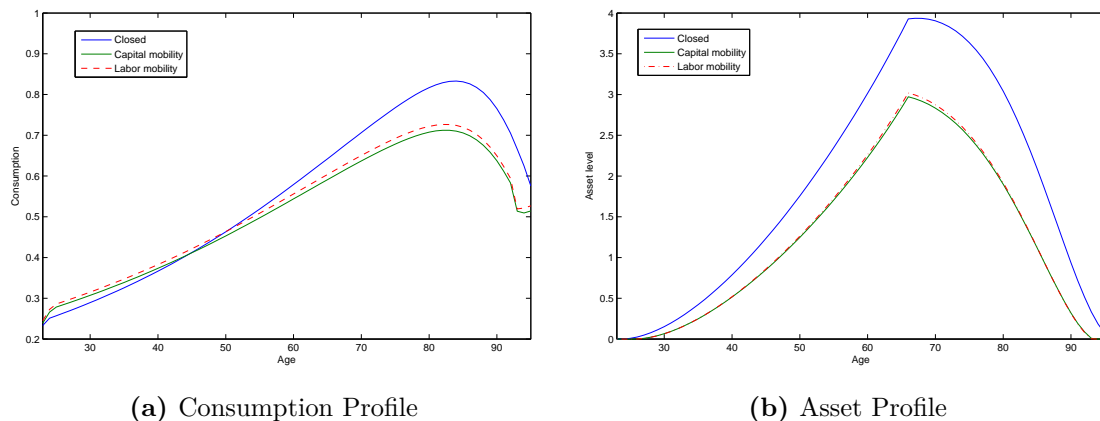 Consumption
1
0.9
0.8
0.7
0.6
0.5
0.4
0.3
0.2
Closed
Capital mobility
Labor mobility
30 40 50 60 70 80 90
Age
(a) Consumption Profile
Asset level
4
3.5
3
2.5
2
1.5
1
0.5
0
Closed
Capital mobility
Labor mobility
30 40 50 60 70 80 90
Age
(b) Asset Profile